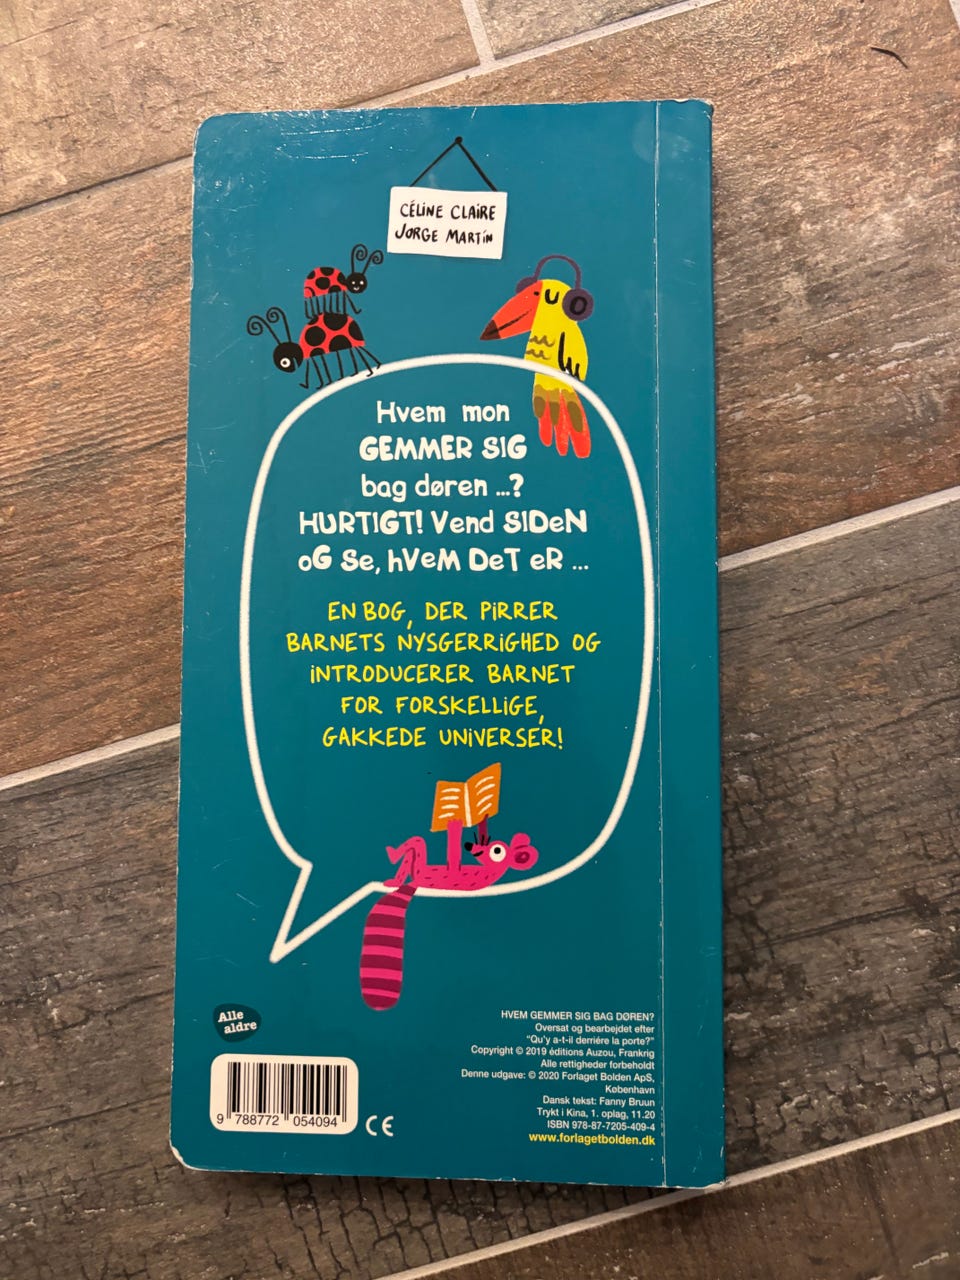 CÉLINE CLAIRE
JORGE MARTIN
Hvem mon
GEMMER SIG
bag døren ...?
HURTIGT! Vend SIDeN
oG Se, hVeM DeT eR ...
EN BOG, DER PIRRER
BARNETS NYSGERRIGHED OG
INTRODUCERER BARNET
FOR FORSKELLIGE,
GAKKEDE UNIVERSER!
Alle
aldre
HVEM GEMMER SIG BAG DØREN?
Oversat og bearbejdet efter
"Qu'y a-t-il derriére la porte?"
Copyright © 2019 éditions Auzou, Frankrig
Alle rettigheder forbeholdt
Denne udgave: © 2020 Forlaget Bolden ApS,
København
Dansk tekst: Fanny Bruun
Trykt i Kina, 1. oplag, 11.20
ISBN 978-87-7205-409-4
www.forlagetbolden.dk
9 788772 054094
CE